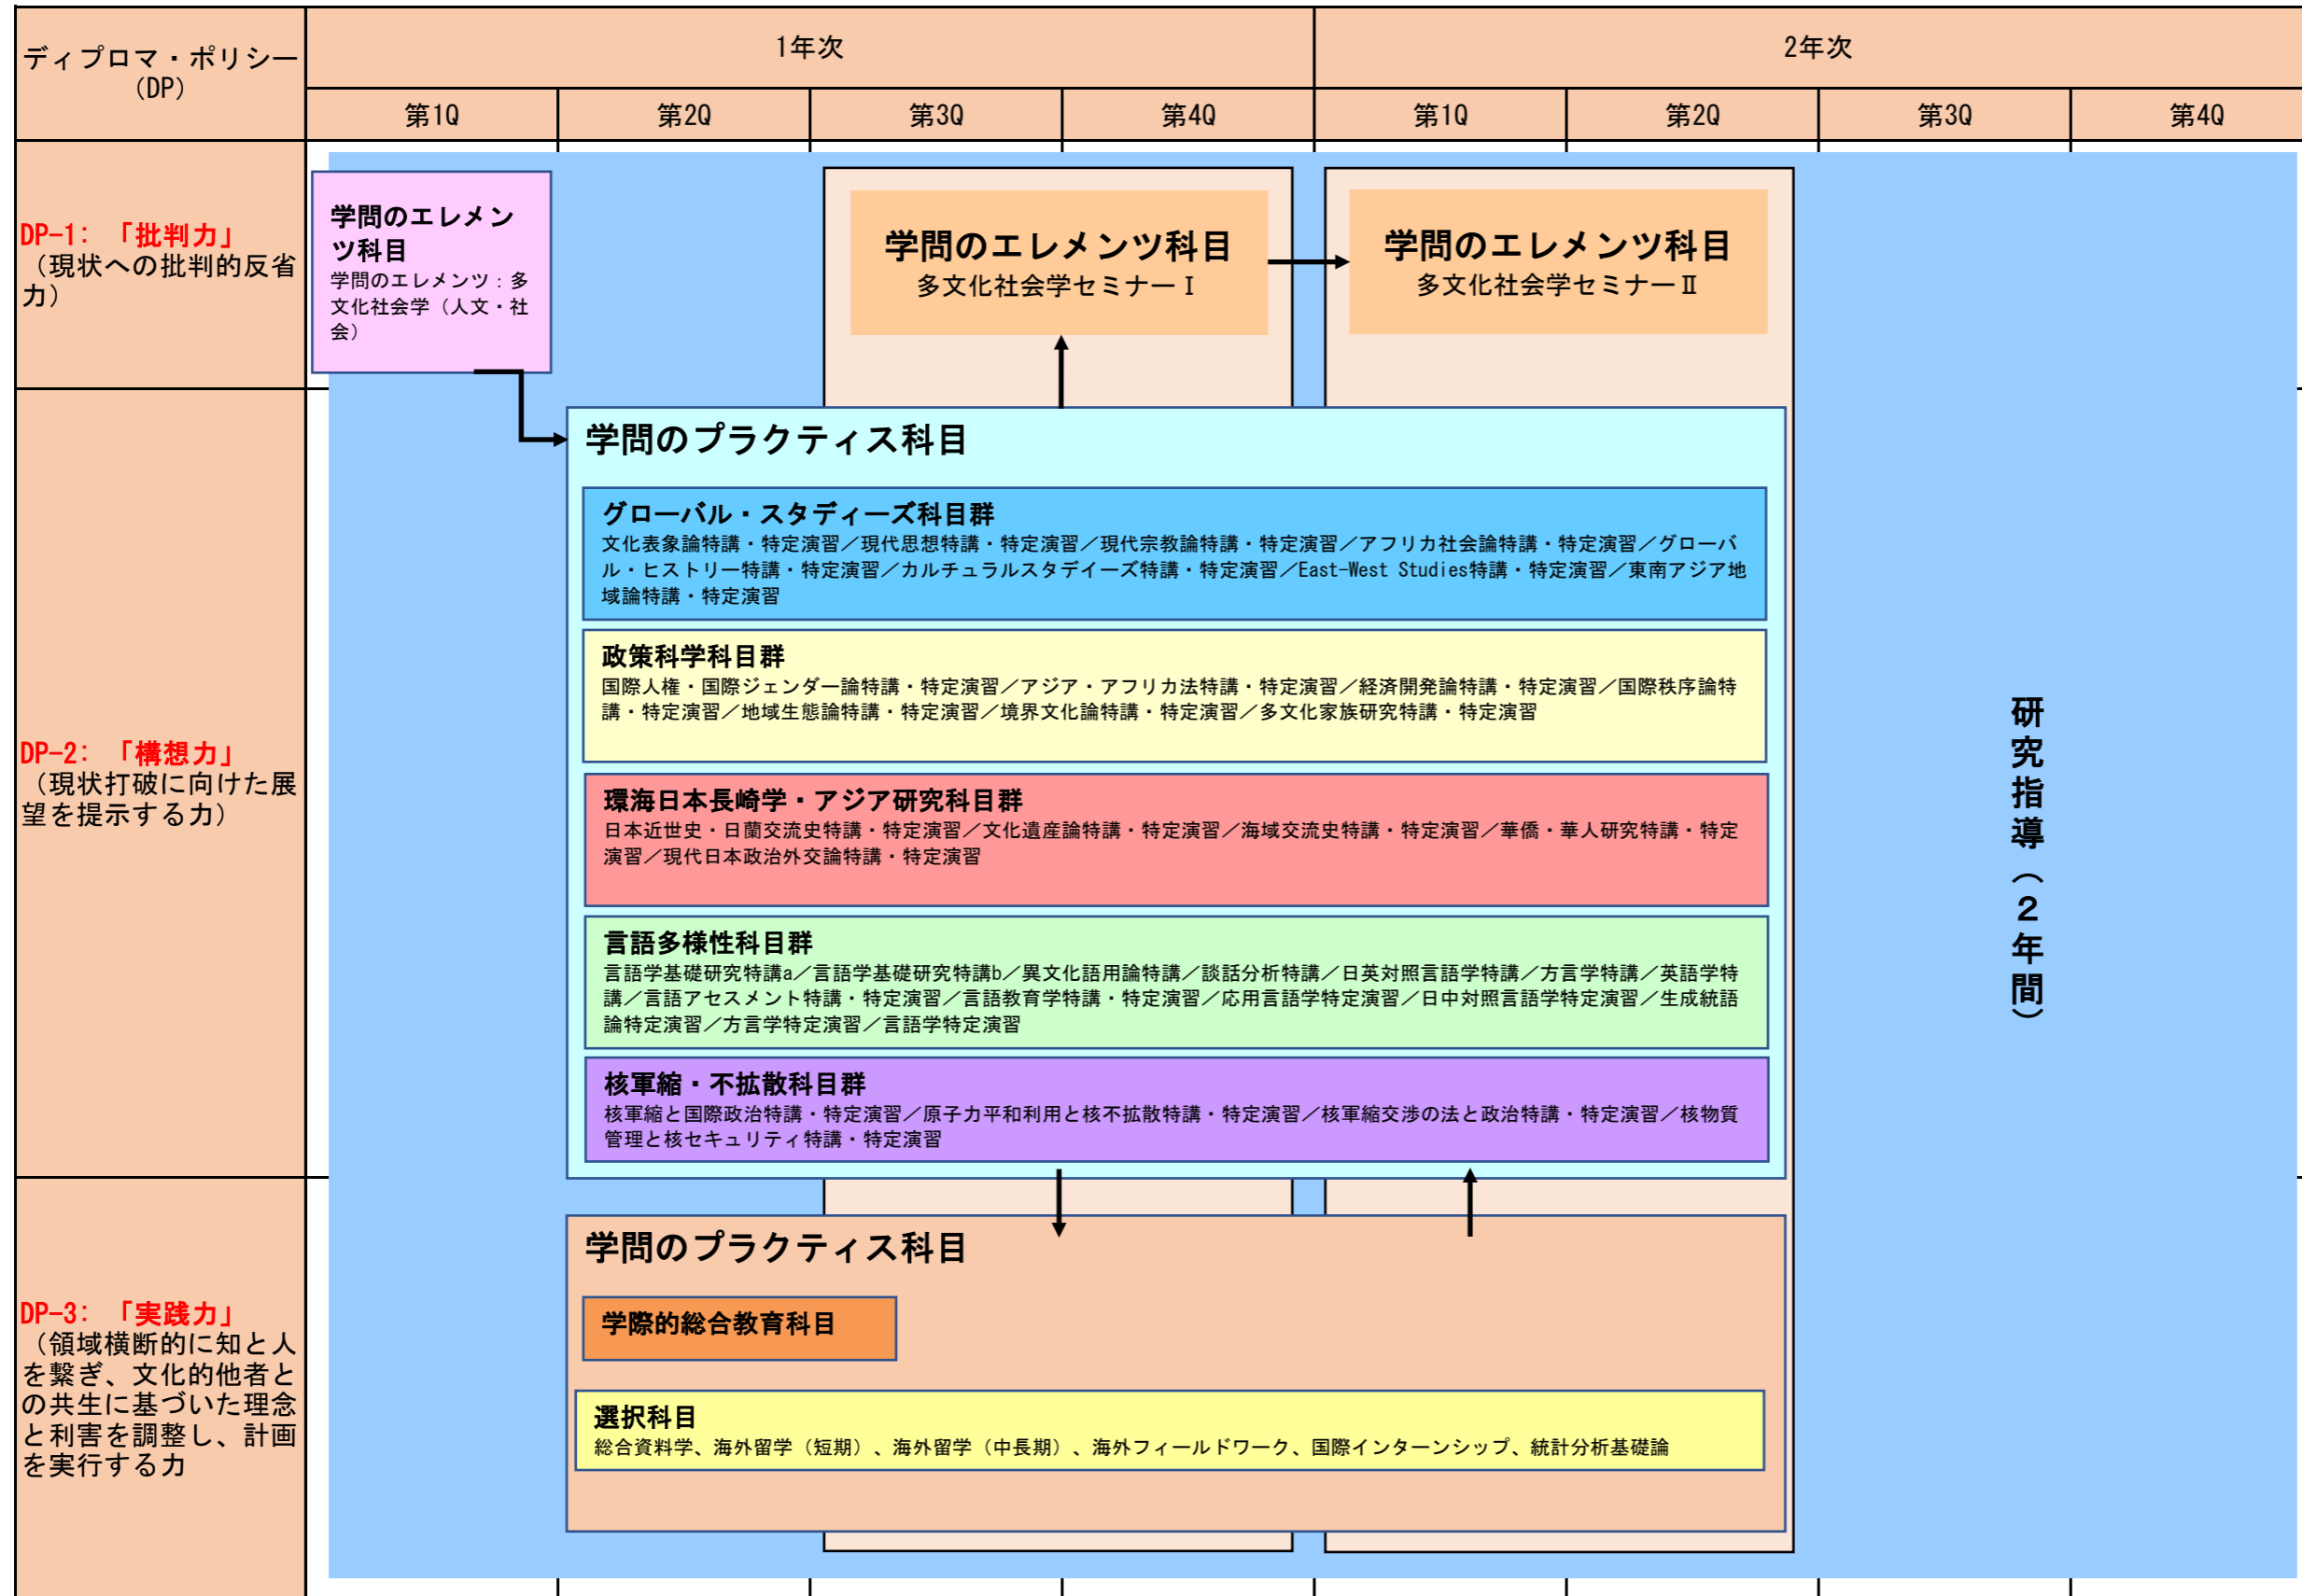 ディプロマ・ポリシー
(DP)
1年次
2年次
第1Q
第2Q
第3Q
第4Q
第1Q
第2Q
第3Q
第4Q
DP-1:「批判力」
(現状への批判的反省
力)
学問のエレメン
ツ科目
学問のエレメンツ：多
文化社会学（人文・社
会）
学問のエレメンツ科目
多文化社会学セミナーⅠ
学問のエレメンツ科目
多文化社会学セミナーⅡ
DP-2:「構想力」
(現状打破に向けた展
望を提示する力)
学問のプラクティス科目
グローバル・スタディーズ科目群
文化表象論特講・特定演習／現代思想特講・特定演習／現代宗教論特講・特定演習／アフリカ社会論特講・特定演習／グローバ
ル・ヒストリー特講・特定演習／カルチュラルスタデイーズ特講・特定演習／East-West Studies特講・特定演習／東南アジア地
域論特講・特定演習
政策科学科目群
国際人権・国際ジェンダー論特講・特定演習／アジア・アフリカ法特講・特定演習／経済開発論特講・特定演習／国際秩序論特
講・特定演習／地域生態論特講・特定演習／境界文化論特講・特定演習／多文化家族研究特講・特定演習
環海日本長崎学・アジア研究科目群
日本近世史・日蘭交流史特講・特定演習／文化遺産論特講・特定演習／海域交流史特講・特定演習／華僑・華人研究特講・特定
演習／現代日本政治外交論特講・特定演習
言語多様性科目群
言語学基礎研究特講a／言語学基礎研究特講b／異文化語用論特講／談話分析特講／日英対照言語学特講／方言学特講／英語学特
講／言語アセスメント特講・特定演習／言語教育学特講・特定演習／応用言語学特定演習／日中対照言語学特定演習／生成統語
論特定演習／方言学特定演習／言語学特定演習
核軍縮・不拡散科目群
核軍縮と国際政治特講・特定演習／原子力平和利用と核不拡散特講・特定演習／核軍縮交渉の法と政治特講・特定演習／核物質
管理と核セキュリティ特講・特定演習
研究指導（２年間）
DP-3:「実践力」
（領域横断的に知と人
を繋ぎ、文化的他者と
の共生に基づいた理念
と利害を調整し、計画
を実行する力
学問のプラクティス科目
学際的総合教育科目
選択科目
総合資料学、海外留学（短期）、海外留学（中長期）、海外フィールドワーク、国際インターンシップ、統計分析基礎論